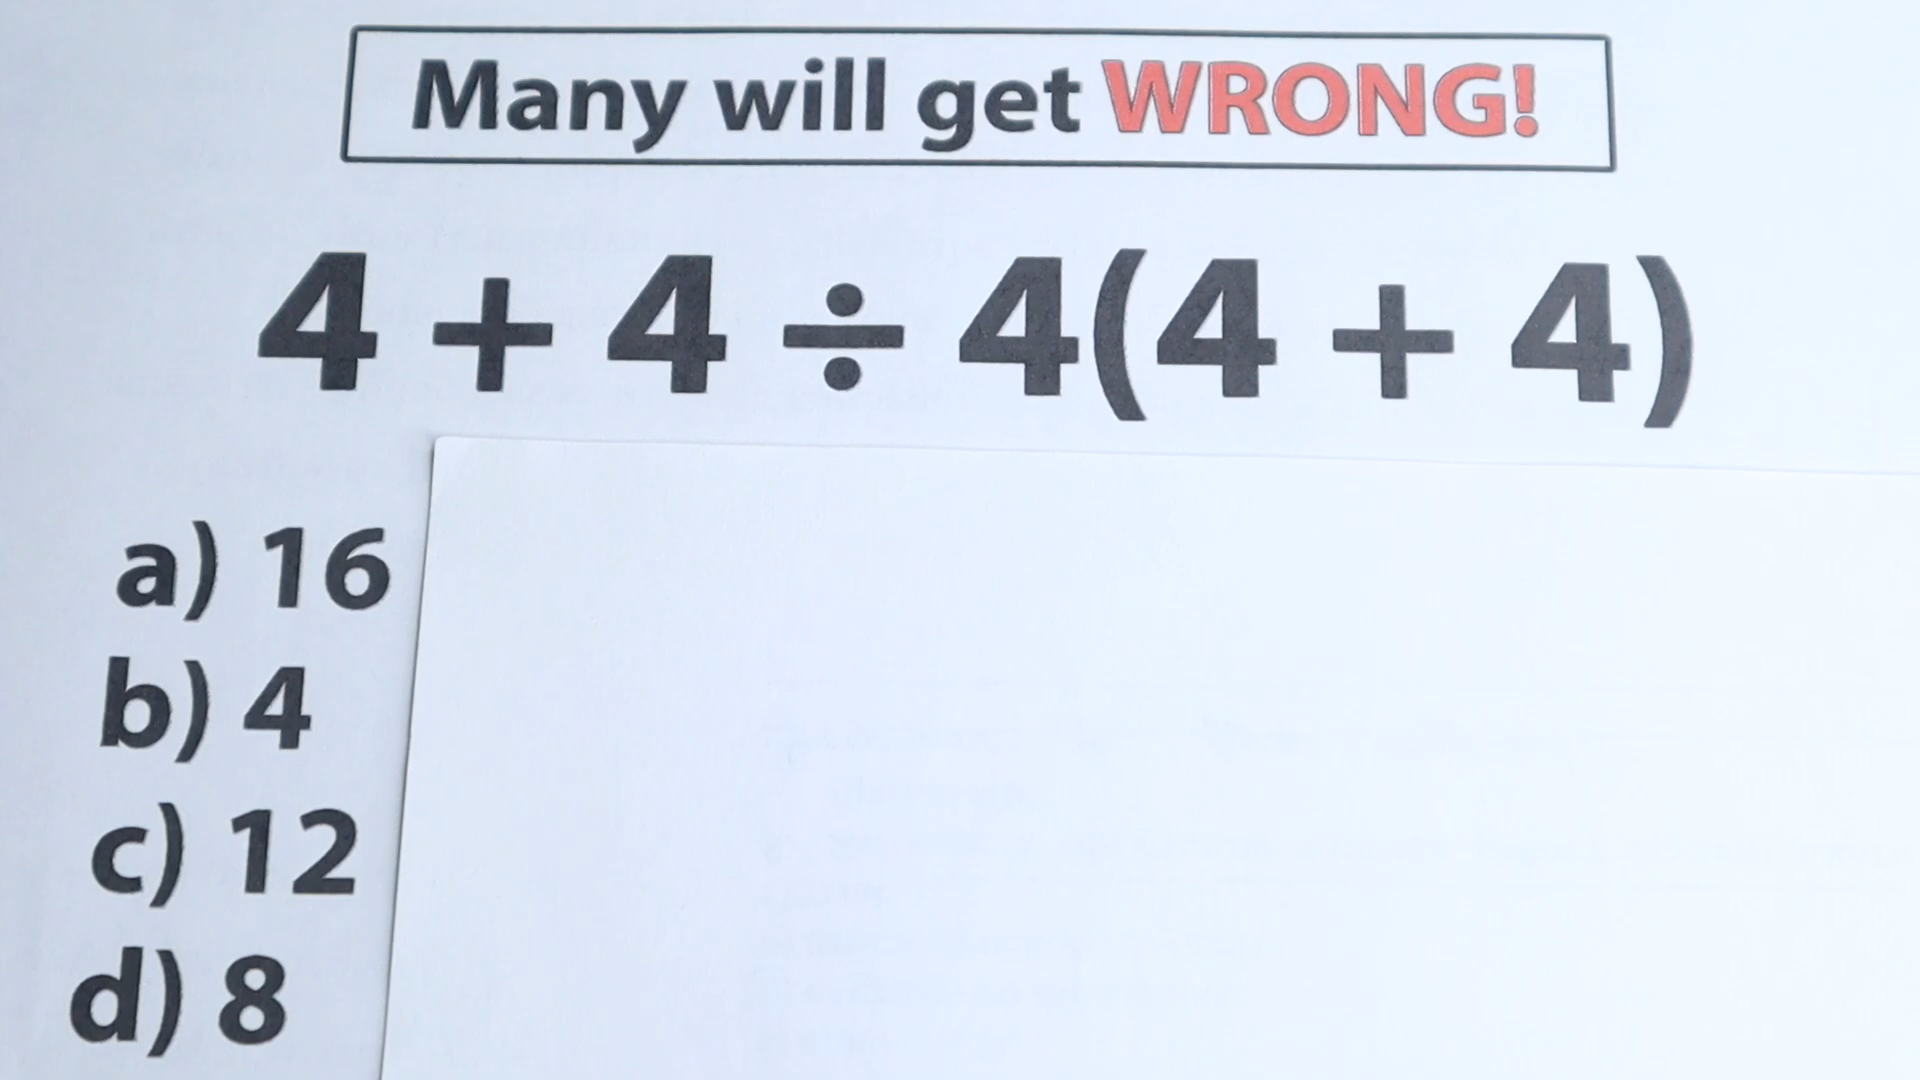 Many will get WRONG!
4 + 4 ÷ 4(4 + 4)
a) 16
b) 4
c) 12
d) 8